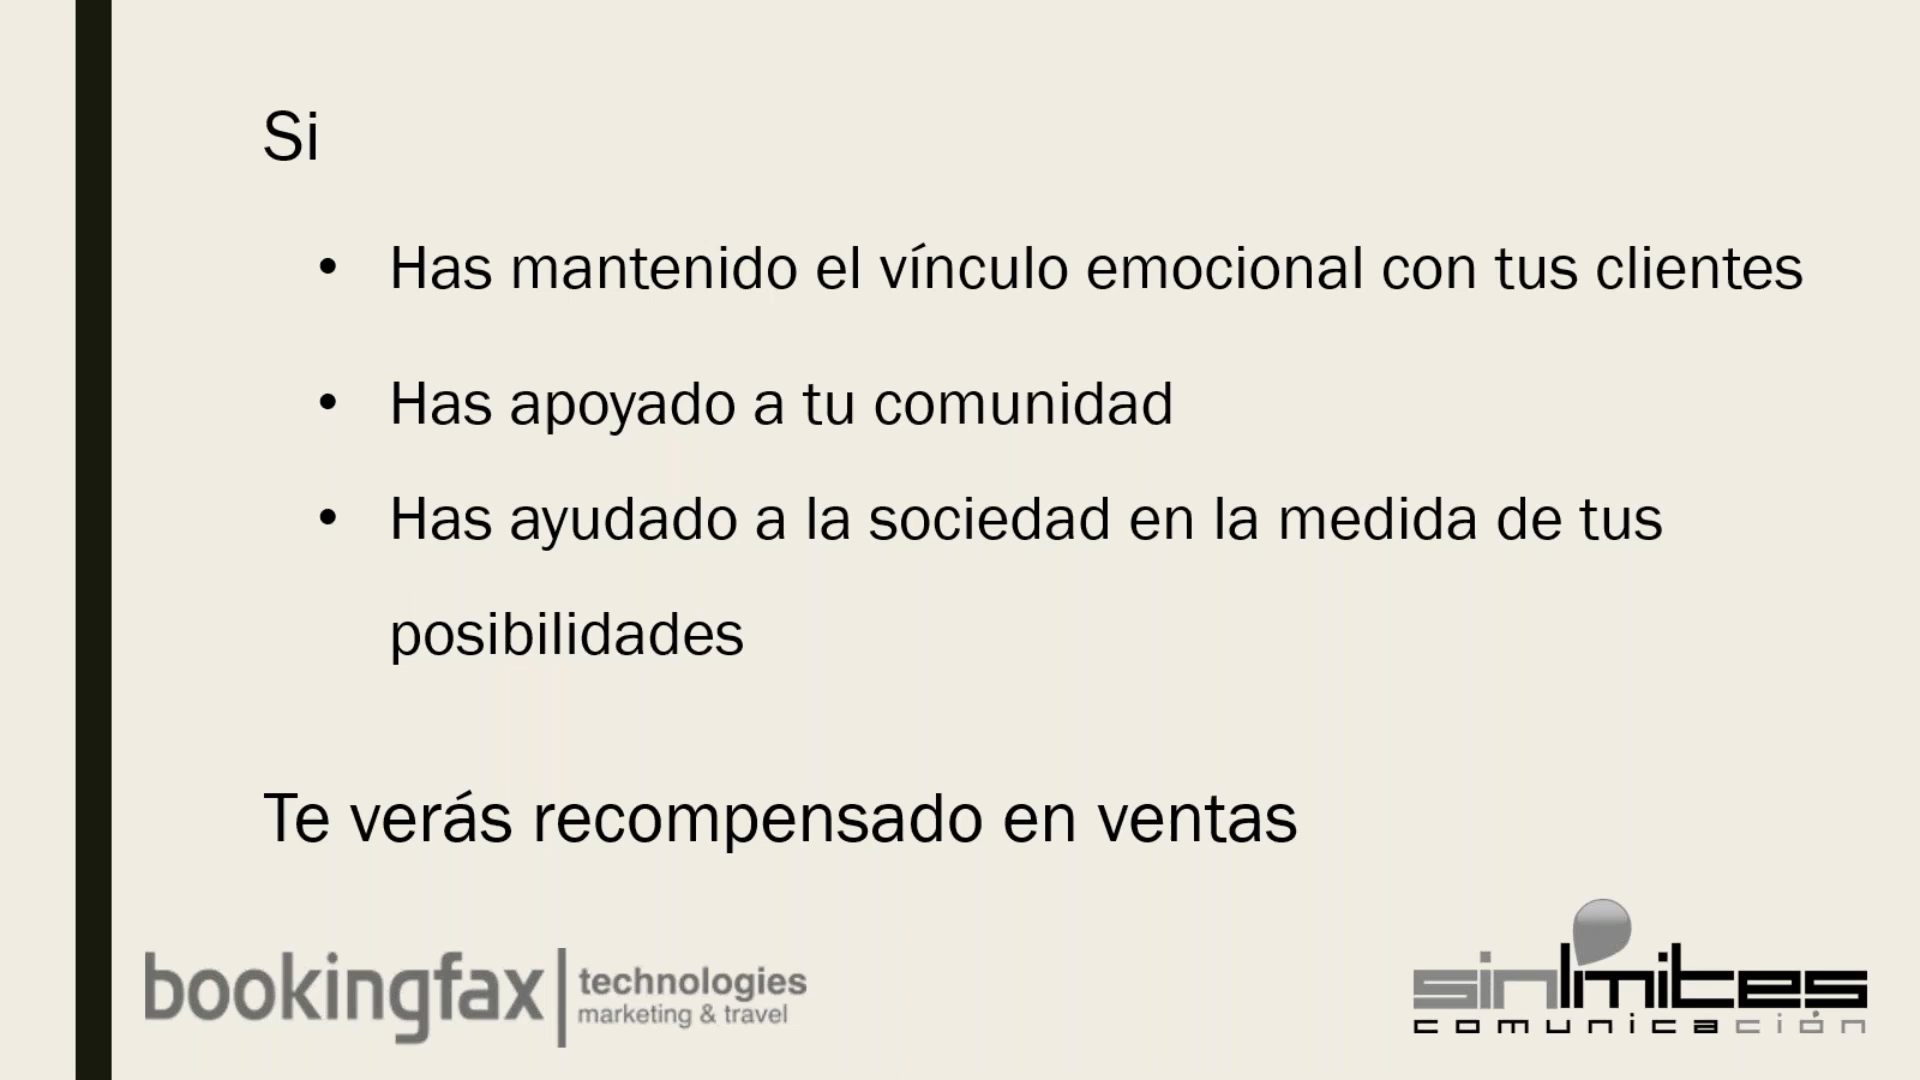 Si
• Has mantenido el vínculo emocional con tus clientes
• Has apoyado a tu comunidad
• Has ayudado a la sociedad en la medida de tus
posibilidades
Te verás recompensado en ventas
bookingfax technologies
marketing & travel
sinlimites
comunicación